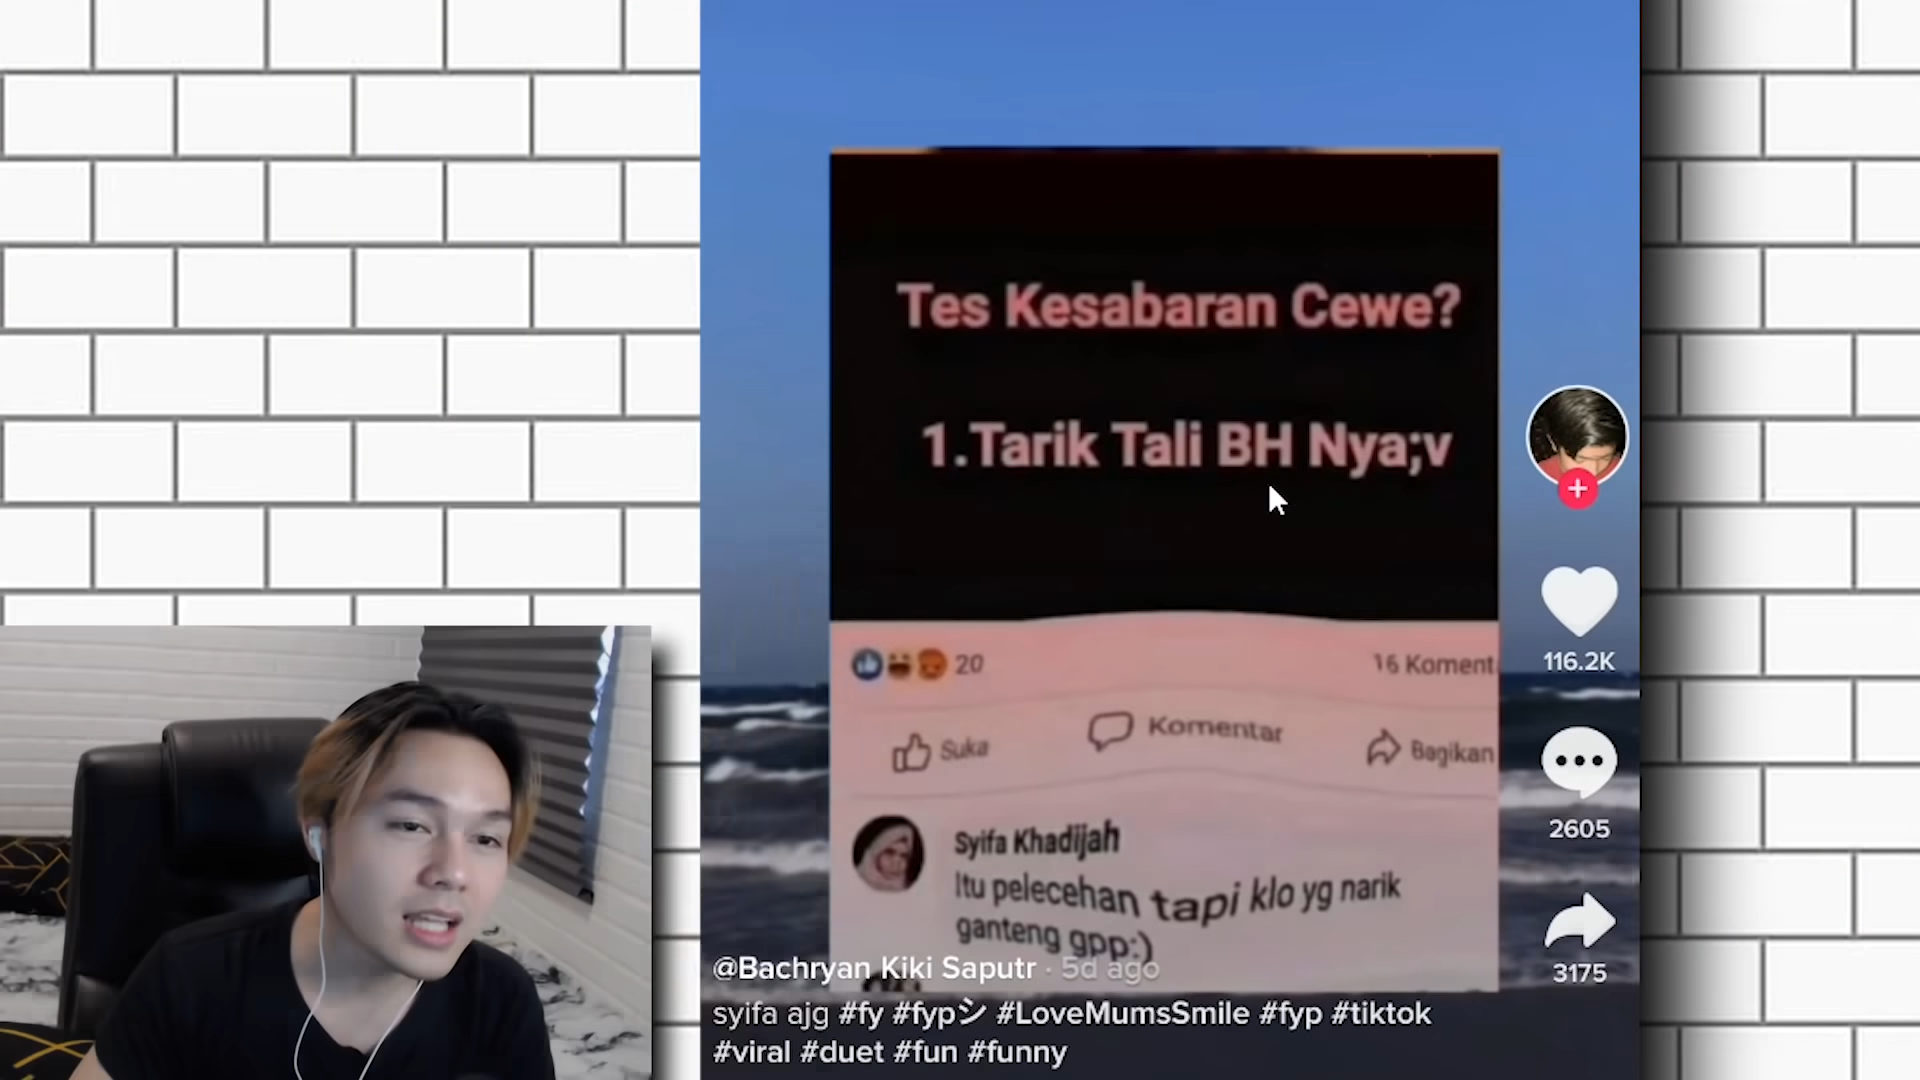 Tes Kesabaran Cewe?
1.Tarik Tali BH Nya;v
20
16 Koment
Suka
Komentar
Bagikan
Syifa Khadijah
Itu pelecehan tapi klo yg narik
ganteng gpp:)
@Bachryan Kiki Saputr · 5d ago
syifa ajg #fy #fypシ #LoveMumsSmile #fyp #tiktok
#viral #duet #fun #funny
116.2K
2605
3175